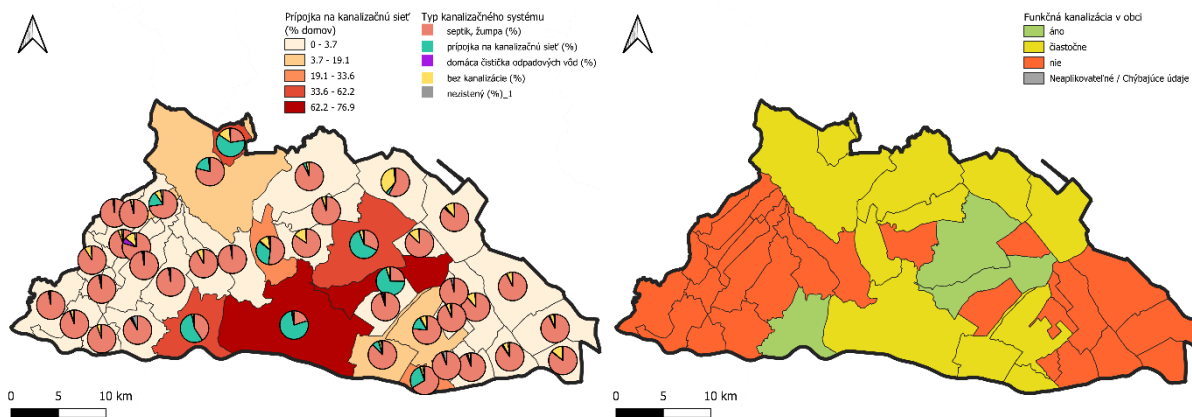 Prípojka na kanalizačnú sieť
(% domov)
0 - 3.7
3.7 - 19.1
19.1 - 33.6
33.6 - 62.2
62.2 - 76.9
Typ kanalizačného systému
septik, žumpa (%)
prípojka na kanalizačnú sieť (%)
domáca čistička odpadových vôd (%)
bez kanalizácie (%)
nezistený (%)_1
0 5 10 km
Funkčná kanalizácia v obci
áno
čiastočne
nie
Neaplikovateľné / Chýbajúce údaje
0 5 10 km